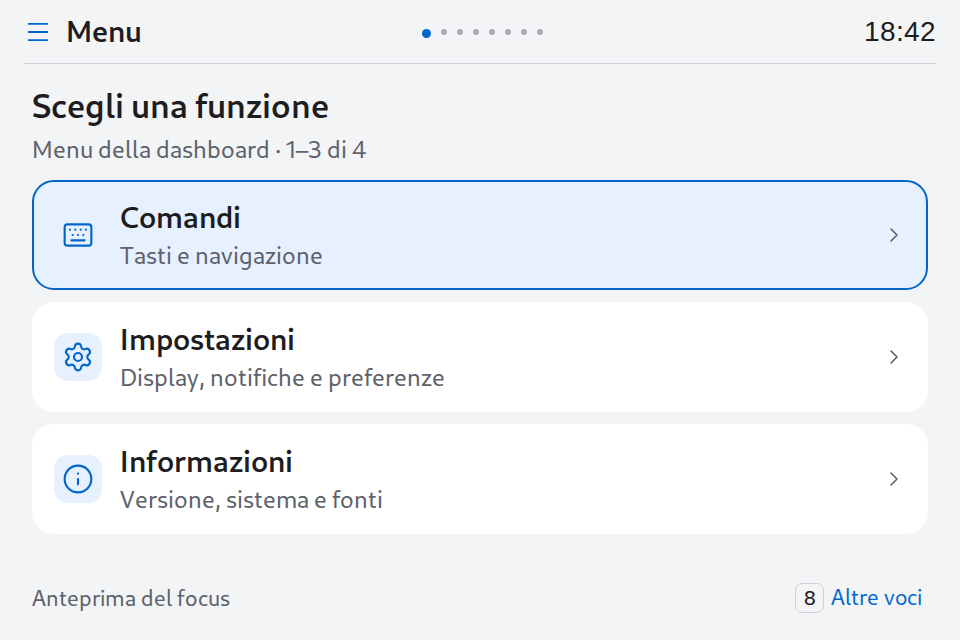 Menu
18:42
Scegli una funzione
Menu della dashboard · 1–3 di 4
Comandi
Tasti e navigazione
Impostazioni
Display, notifiche e preferenze
Informazioni
Versione, sistema e fonti
Anteprima del focus
8 Altre voci